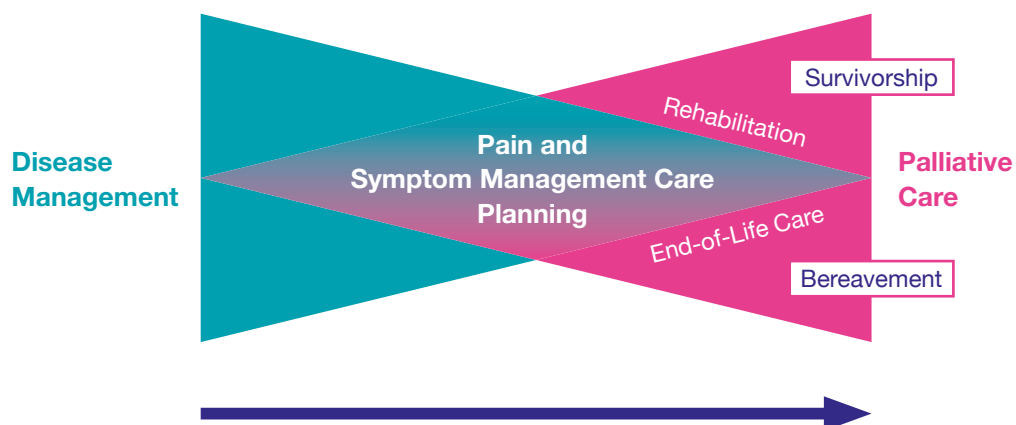 Survivorship
Rehabilitation
Pain and
Symptom Management Care
Planning
Disease
Management
Palliative
Care
End-of-Life Care
Bereavement